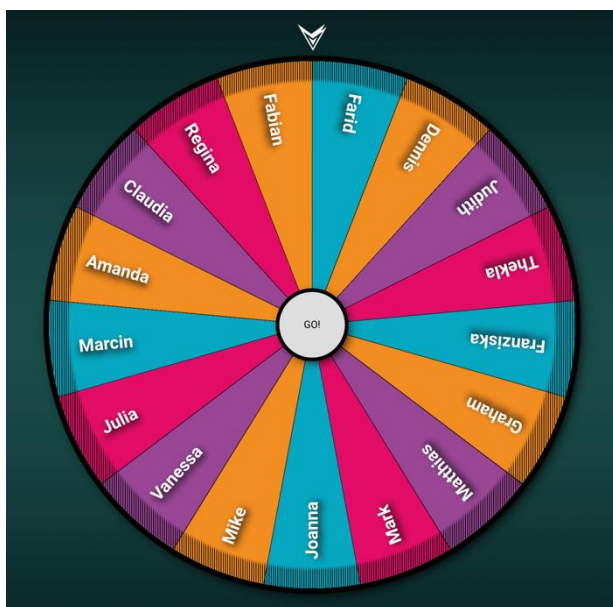 Farid
Dennis
Judith
Thekla
Franziska
Graham
Matthias
Mark
Joanna
Mike
Vanessa
Julia
Marcin
Amanda
Claudia
Regina
Fabian
GO!